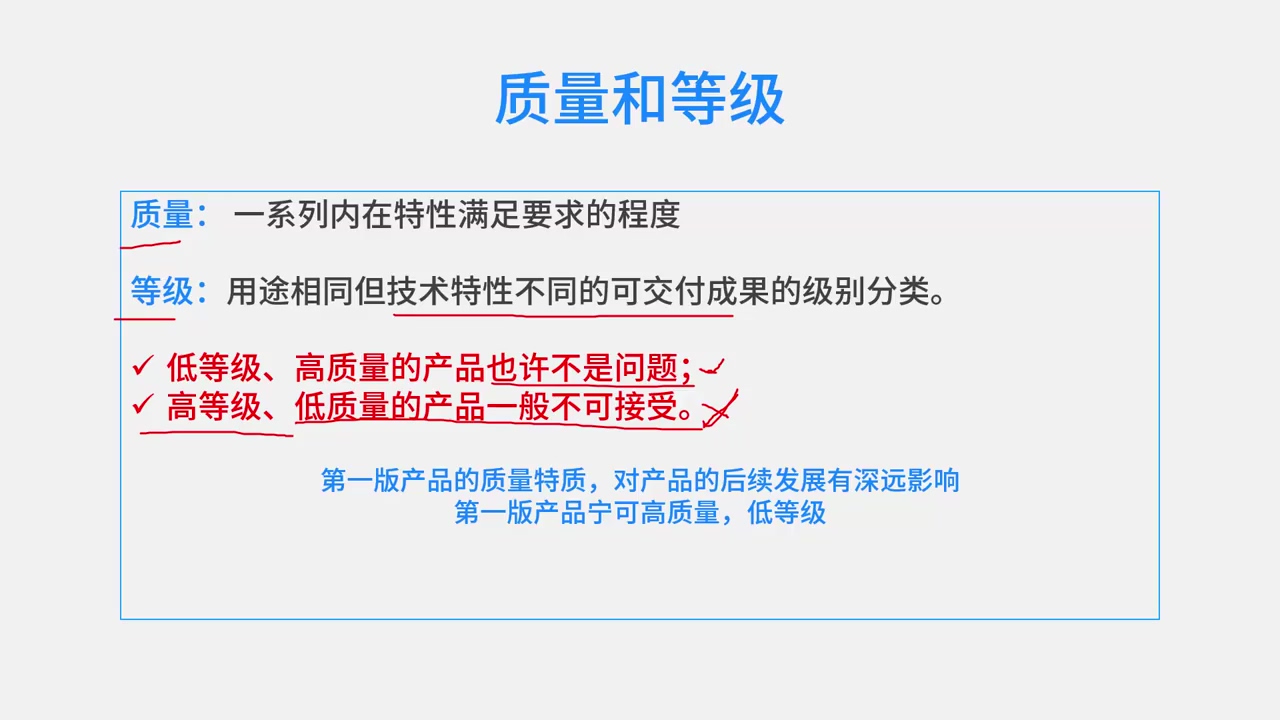 质量和等级
质量： 一系列内在特性满足要求的程度
等级：用途相同但技术特性不同的可交付成果的级别分类。
✓ 低等级、高质量的产品也许不是问题；
✓ 高等级、低质量的产品一般不可接受。
第一版产品的质量特质，对产品的后续发展有深远影响
第一版产品宁可高质量，低等级